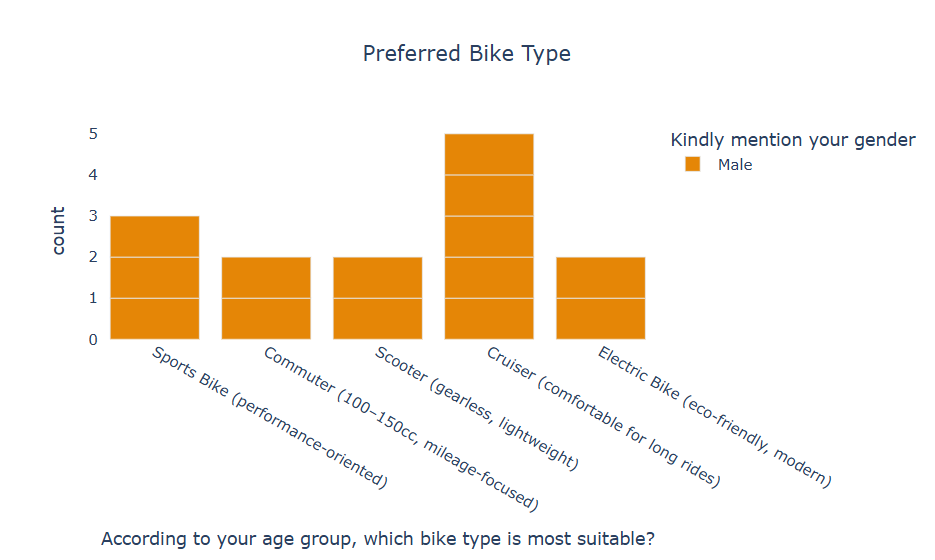 Preferred Bike Type
Kindly mention your gender
Male
count
5
4
3
2
1
0
Sports Bike (performance-oriented)
Commuter (100–150cc, mileage-focused)
Scooter (gearless, lightweight)
Cruiser (comfortable for long rides)
Electric Bike (eco-friendly, modern)
According to your age group, which bike type is most suitable?